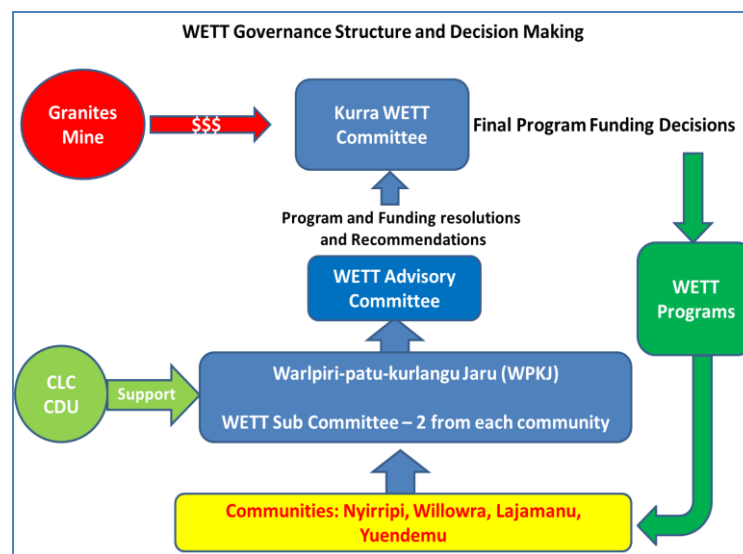 WETT Governance Structure and Decision Making
Granites
Mine
$$$
Kurra WETT
Committee
Final Program Funding Decisions
Program and Funding resolutions
and Recommendations
WETT Advisory
Committee
WETT
Programs
CLC
CDU
Support
Warlpiri-patu-kurlangu Jaru (WPKJ)
WETT Sub Committee – 2 from each community
Communities: Nyirripi, Willowra, Lajamanu,
Yuendemu